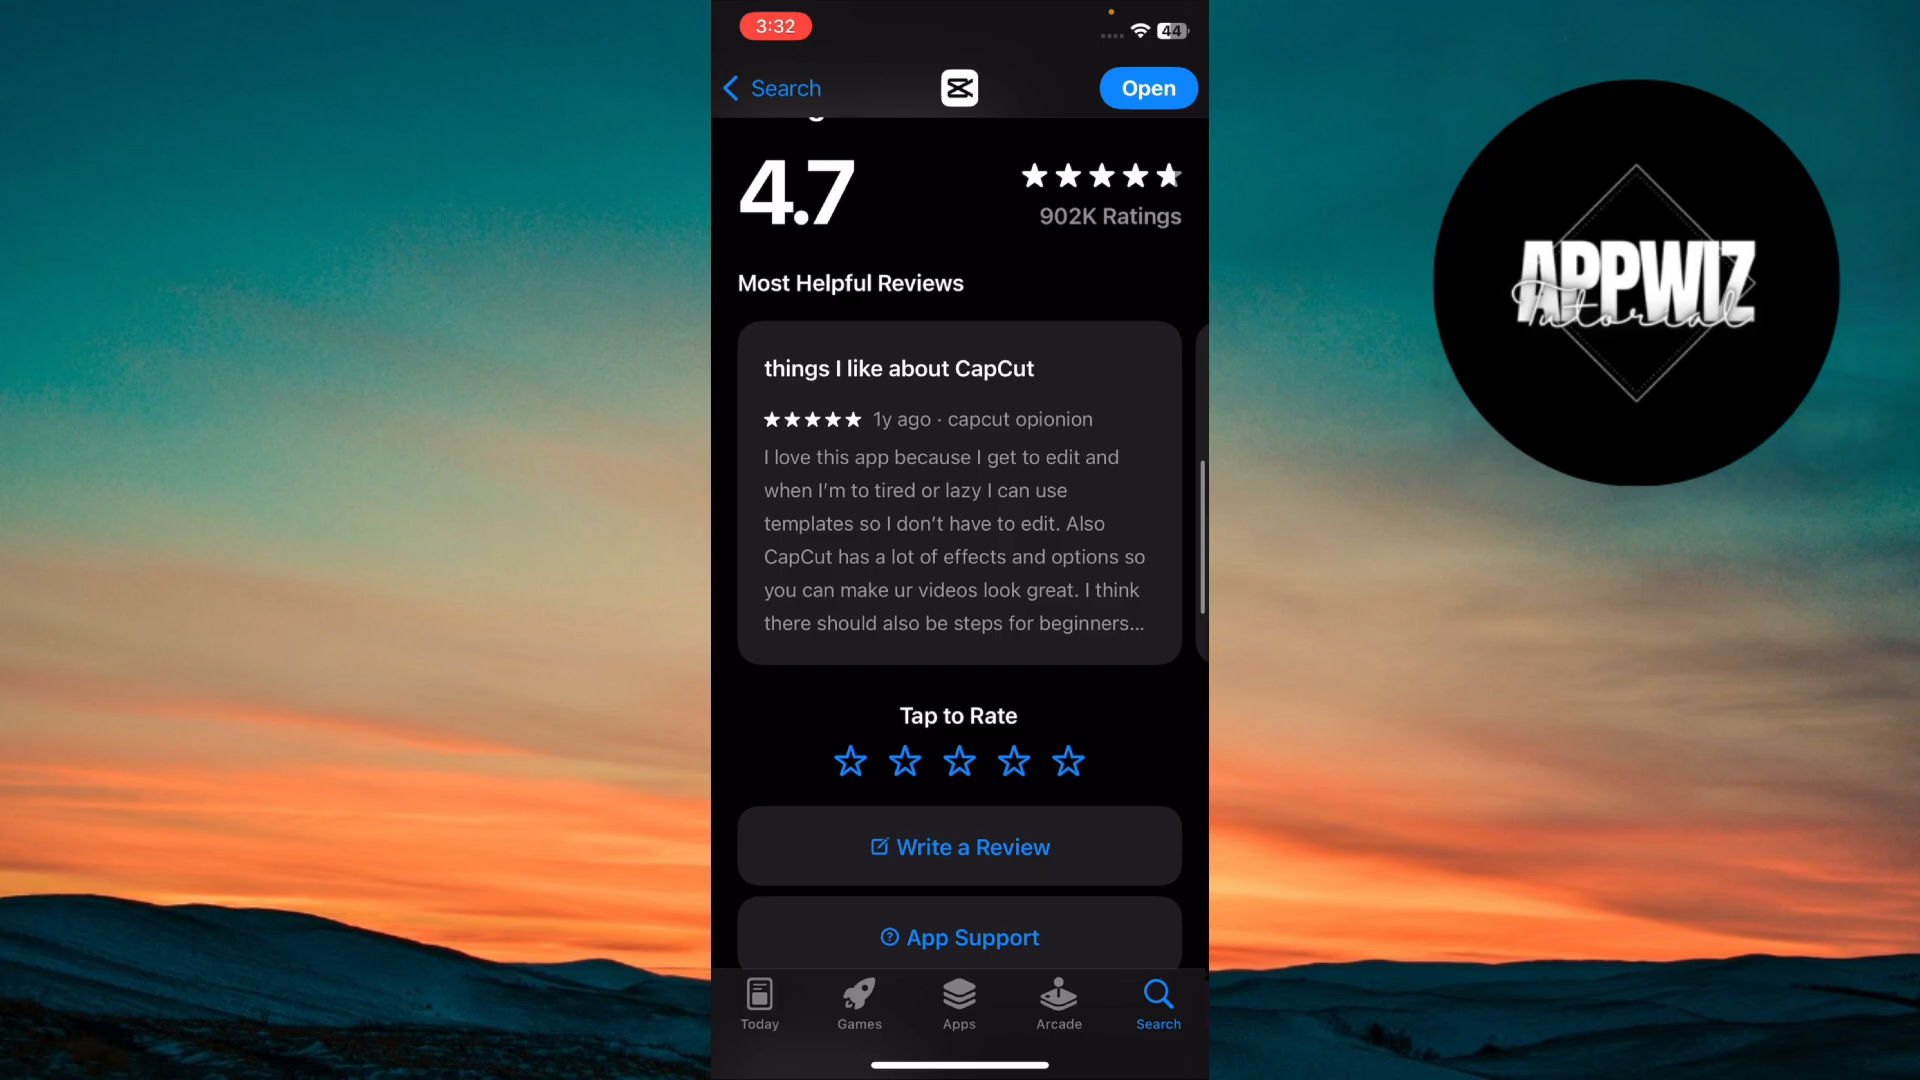 3:32
44
Search
Open
4.7
902K Ratings
Most Helpful Reviews
things I like about CapCut
1y ago · capcut opionion
I love this app because I get to edit and
when I'm to tired or lazy I can use
templates so I don't have to edit. Also
CapCut has a lot of effects and options so
you can make ur videos look great. I think
there should also be steps for beginners...
Tap to Rate
Write a Review
App Support
Today
Games
Apps
Arcade
Search
APPWIZ
Tutorial